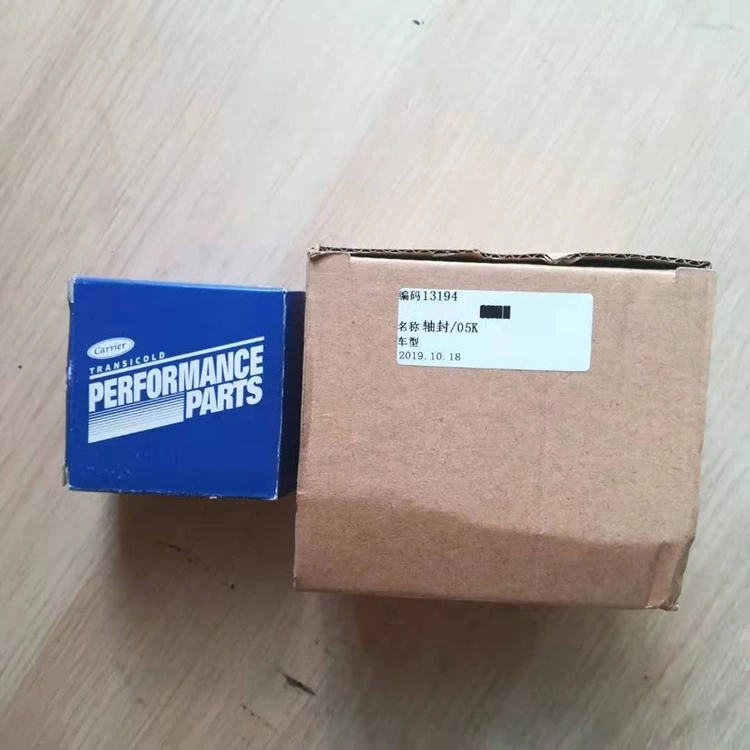 Carrier
TRANSICOLD
PERFORMANCE
PARTS
编码13194
名称 轴封/05K
车型
2019.10.18